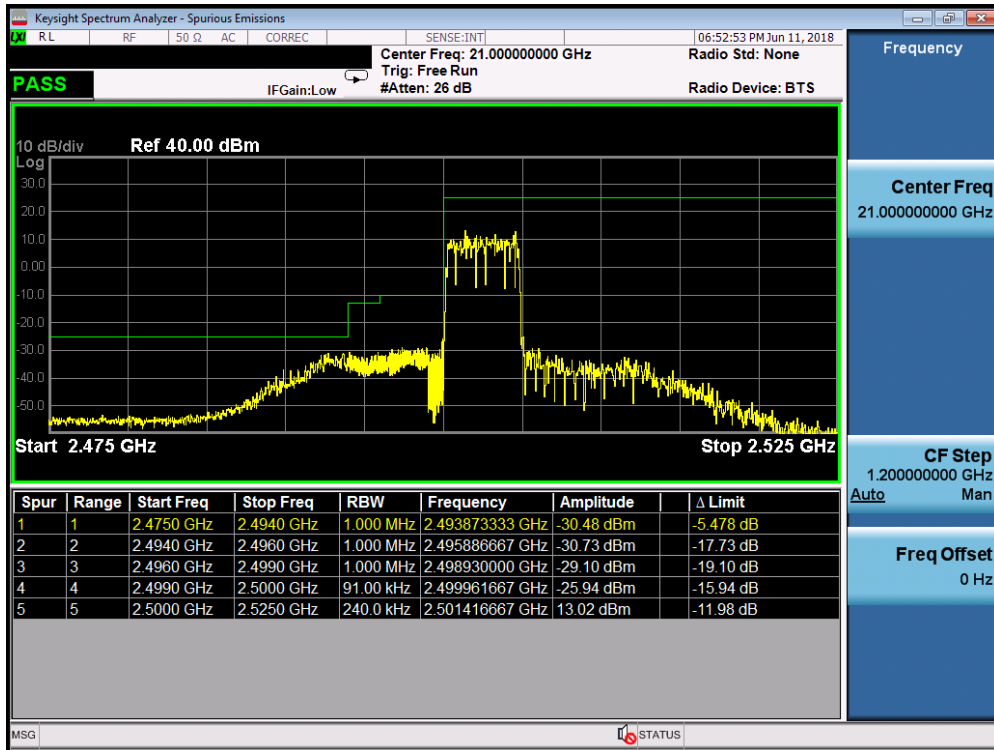 Keysight Spectrum Analyzer - Spurious Emissions
LXI RL RF 50 Ω AC CORREC SENSE:INT 06:52:53 PM Jun 11, 2018
Center Freq: 21.000000000 GHz Radio Std: None
Trig: Free Run
PASS IFGain:Low #Atten: 26 dB Radio Device: BTS
Frequency
10 dB/div Ref 40.00 dBm
Log
30.0
20.0
10.0
0.00
-10.0
-20.0
-30.0
-40.0
-50.0
Start 2.475 GHz Stop 2.525 GHz
Center Freq
21.000000000 GHz
CF Step
1.200000000 GHz
Auto Man
Freq Offset
0 Hz
Spur Range Start Freq Stop Freq RBW Frequency Amplitude Δ Limit
1 1 2.4750 GHz 2.4940 GHz 1.000 MHz 2.493873333 GHz -30.48 dBm -5.478 dB
2 2 2.4940 GHz 2.4960 GHz 1.000 MHz 2.495886667 GHz -30.73 dBm -17.73 dB
3 3 2.4960 GHz 2.4990 GHz 1.000 MHz 2.498930000 GHz -29.10 dBm -19.10 dB
4 4 2.4990 GHz 2.5000 GHz 91.00 kHz 2.499961667 GHz -25.94 dBm -15.94 dB
5 5 2.5000 GHz 2.5250 GHz 240.0 kHz 2.501416667 GHz 13.02 dBm -11.98 dB
MSG STATUS